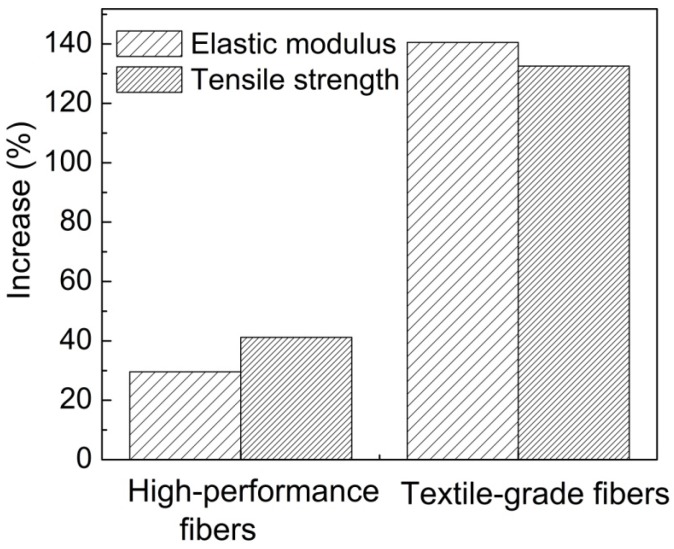 Increase (%)
140
120
100
80
60
40
20
0
Elastic modulus
Tensile strength
High-performance
fibers
Textile-grade fibers